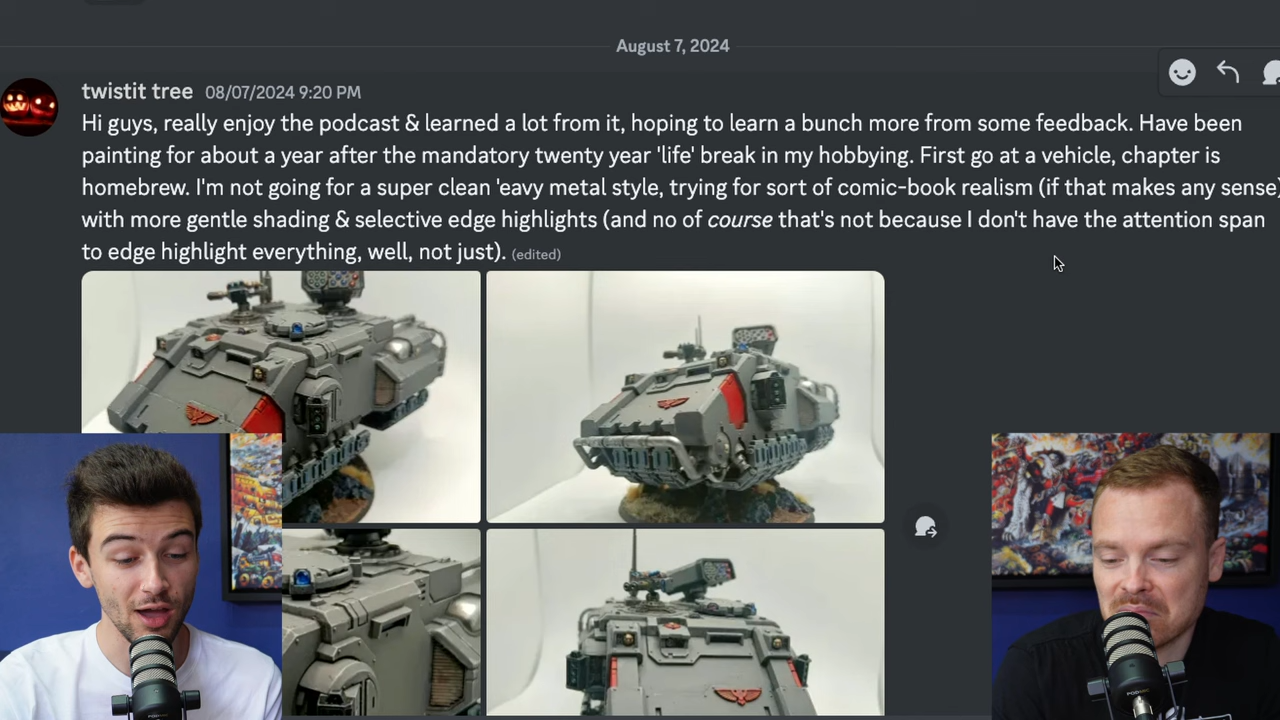 August 7, 2024
twistit tree 08/07/2024 9:20 PM
Hi guys, really enjoy the podcast & learned a lot from it, hoping to learn a bunch more from some feedback. Have been
painting for about a year after the mandatory twenty year 'life' break in my hobbying. First go at a vehicle, chapter is
homebrew. I'm not going for a super clean 'eavy metal style, trying for sort of comic-book realism (if that makes any sense)
with more gentle shading & selective edge highlights (and no of course that's not because I don't have the attention span
to edge highlight everything, well, not just). (edited)